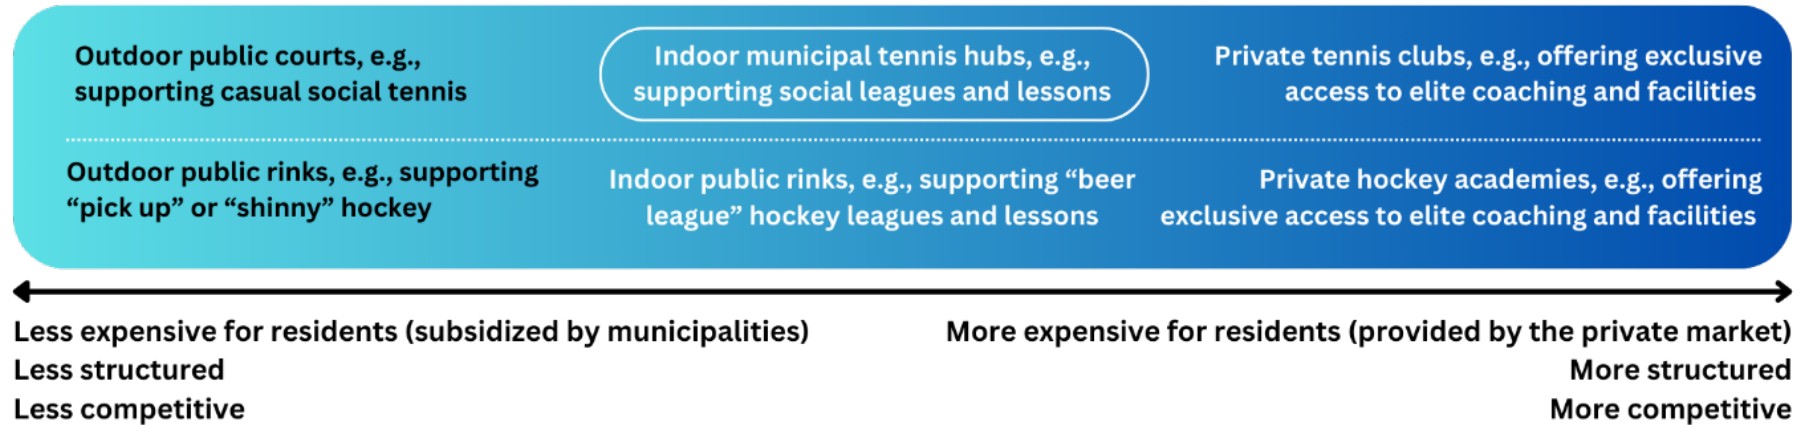 Outdoor public courts, e.g.,
supporting casual social tennis
Indoor municipal tennis hubs, e.g.,
supporting social leagues and lessons
Private tennis clubs, e.g., offering exclusive
access to elite coaching and facilities
Outdoor public rinks, e.g., supporting
“pick up” or “shinny” hockey
Indoor public rinks, e.g., supporting “beer
league” hockey leagues and lessons
Private hockey academies, e.g., offering
exclusive access to elite coaching and facilities
Less expensive for residents (subsidized by municipalities)
Less structured
Less competitive
More expensive for residents (provided by the private market)
More structured
More competitive